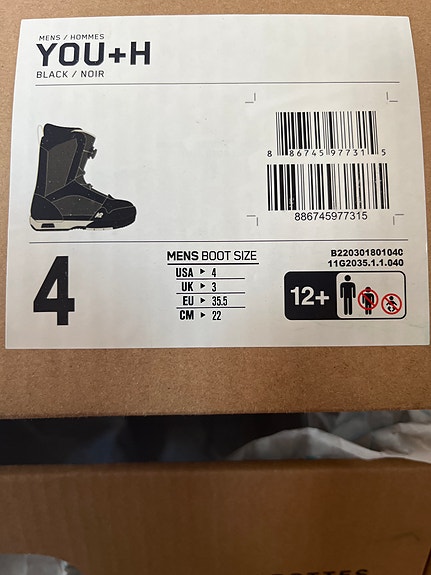 MENS / HOMMES
YOU+H
BLACK / NOIR
8 86745 97731 5
886745977315
4
MENS BOOT SIZE
USA ▶ 4
UK ▶ 3
EU ▶ 35.5
CM ▶ 22
B22030180104C
11G2035.1.1.040
12+